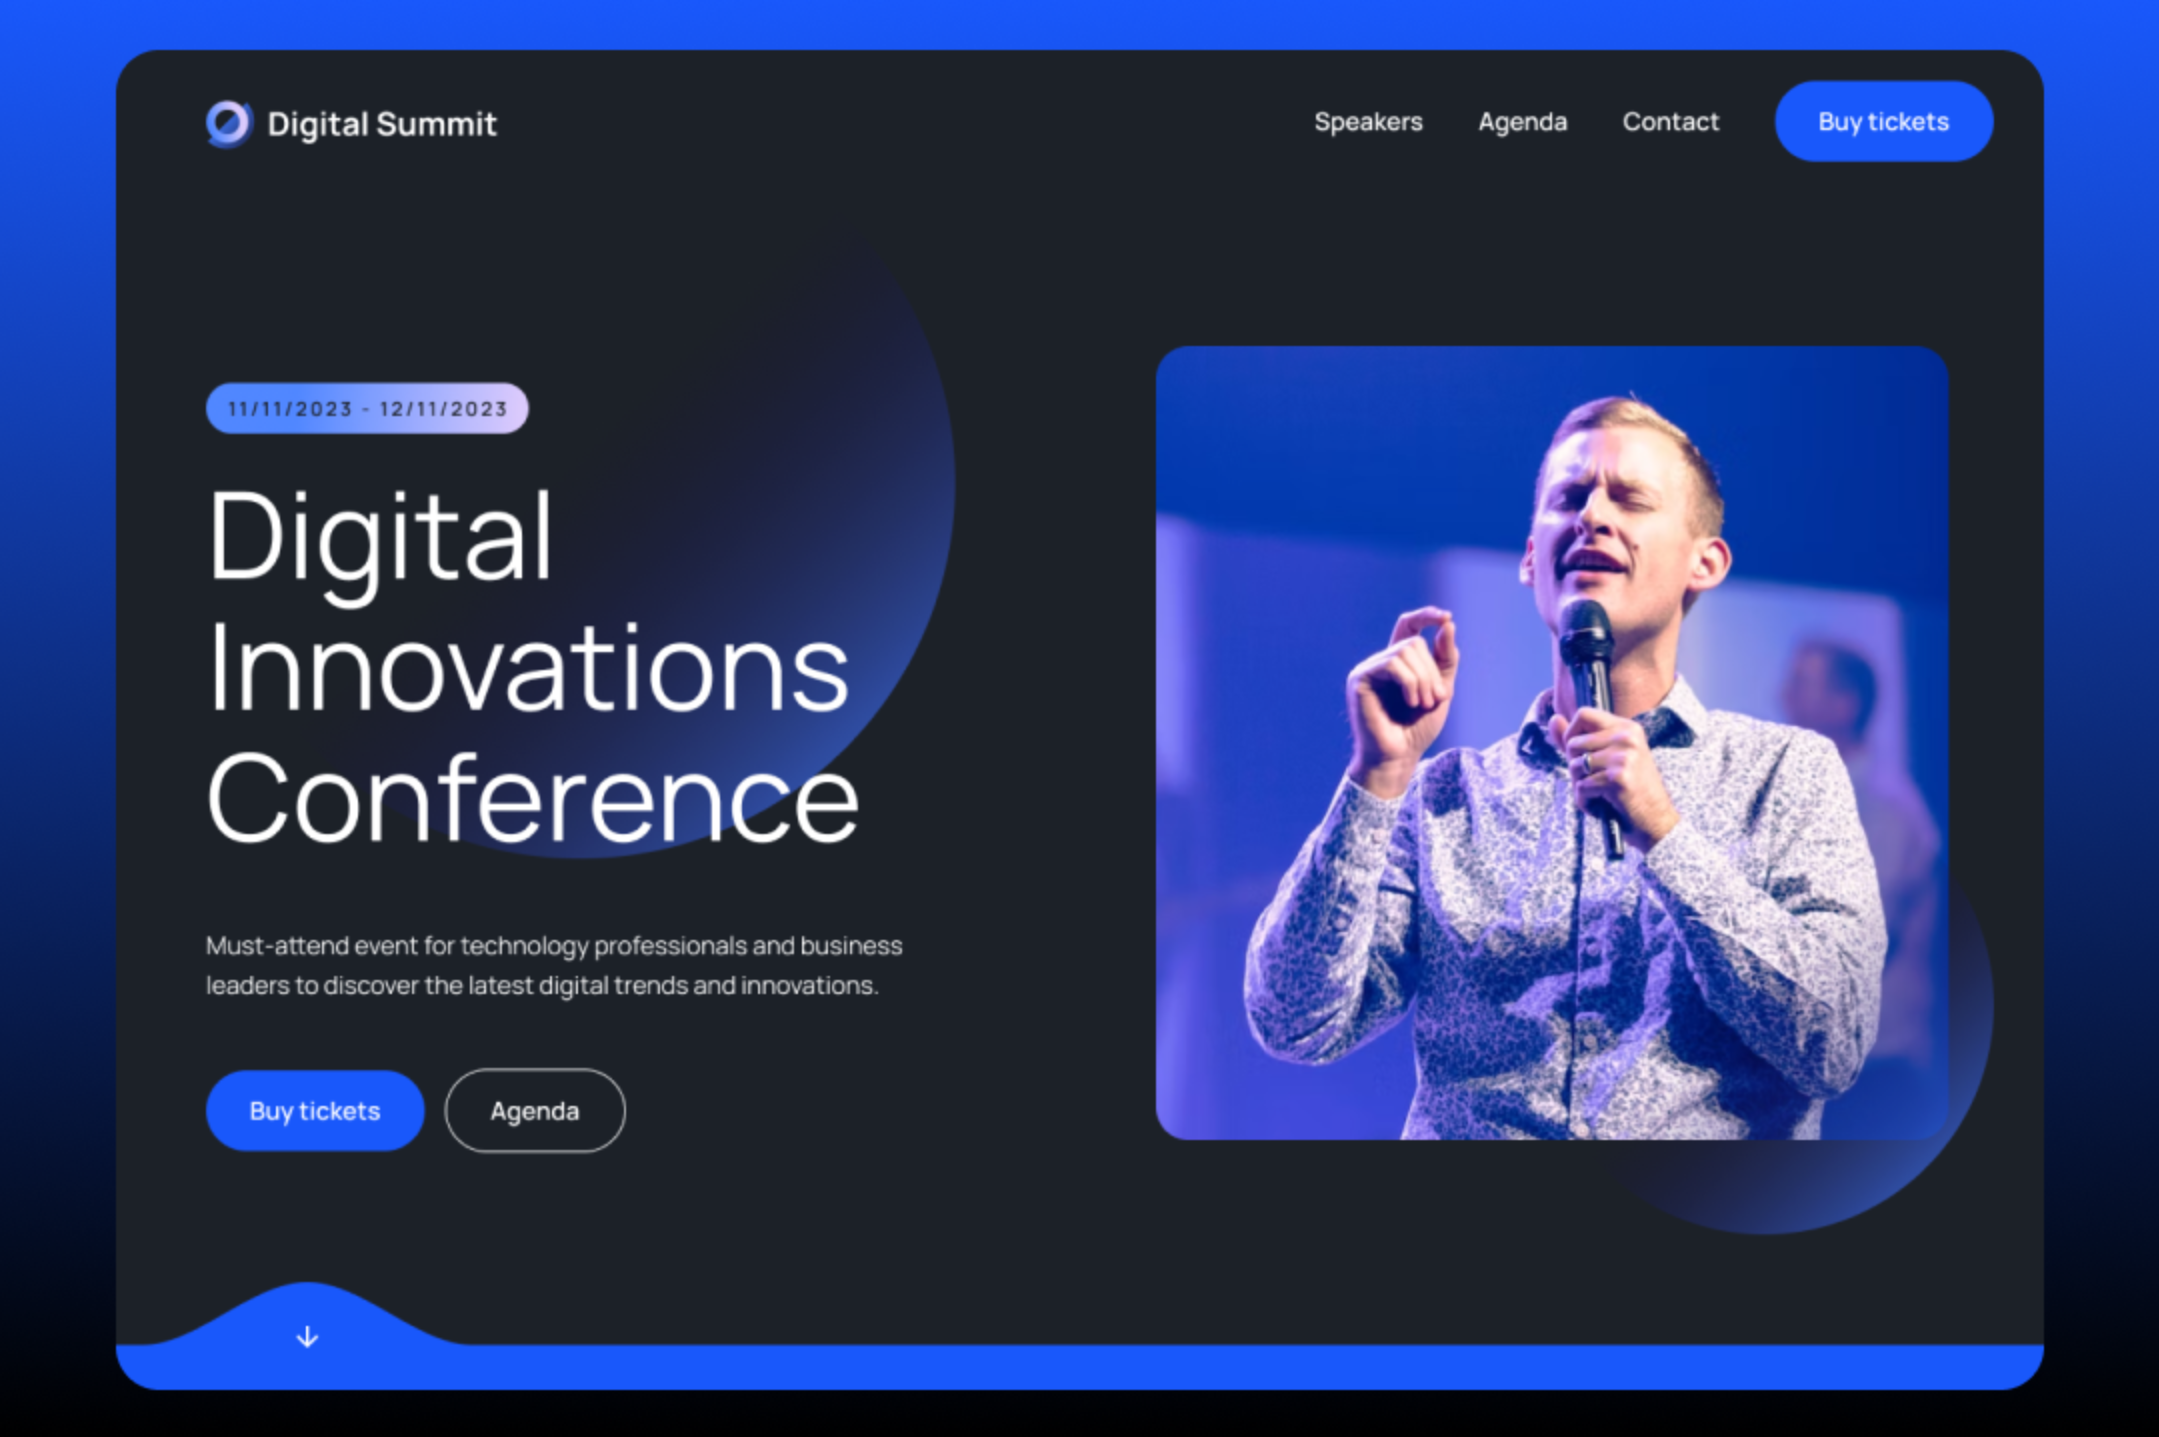 Digital Summit
Speakers
Agenda
Contact
Buy tickets
11/11/2023 - 12/11/2023
Digital
Innovations
Conference
Must-attend event for technology professionals and business
leaders to discover the latest digital trends and innovations.
Buy tickets
Agenda